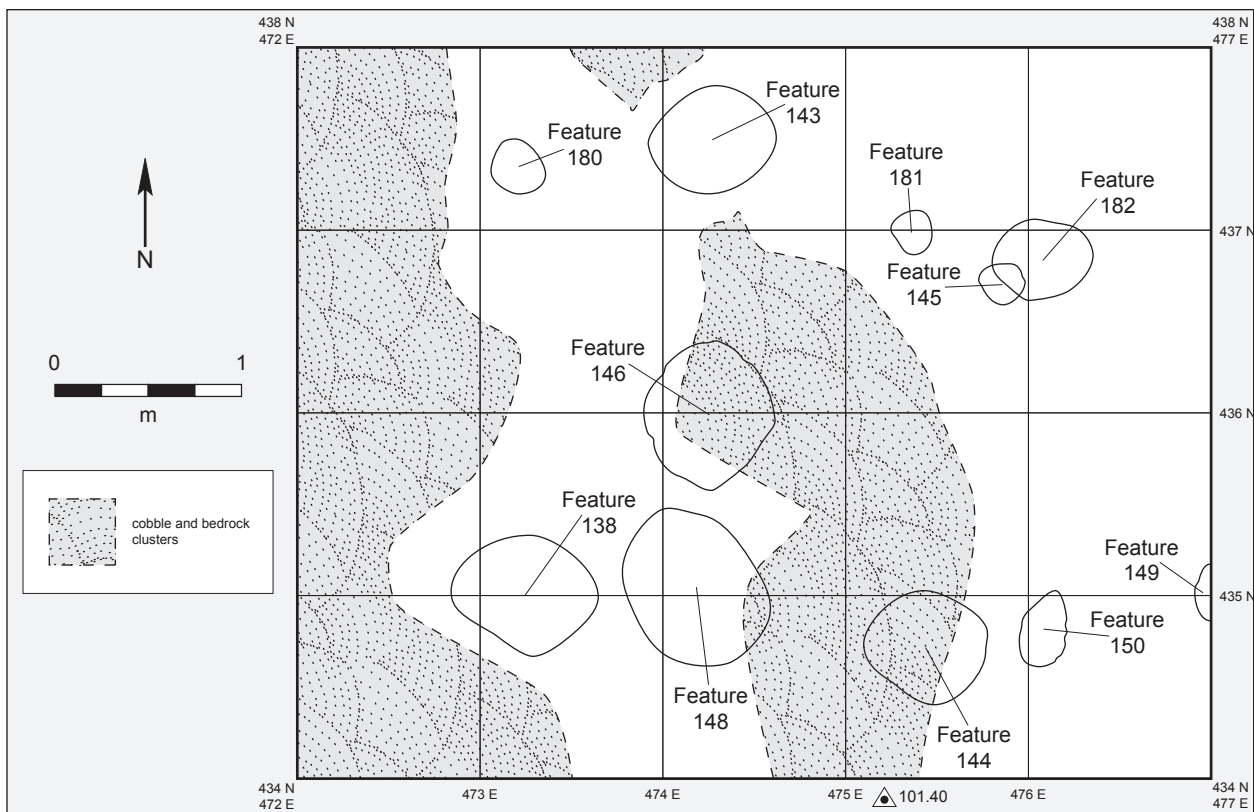 438 N
472 E
438 N
477 E
Feature
143
Feature
180
Feature
181
Feature
182
437 N
N
Feature
145
0
1
m
Feature
146
436 N
cobble and bedrock
clusters
Feature
138
Feature
149
435 N
Feature
150
Feature
148
Feature
144
434 N
472 E
473 E
474 E
475 E
101.40
476 E
434 N
477 E